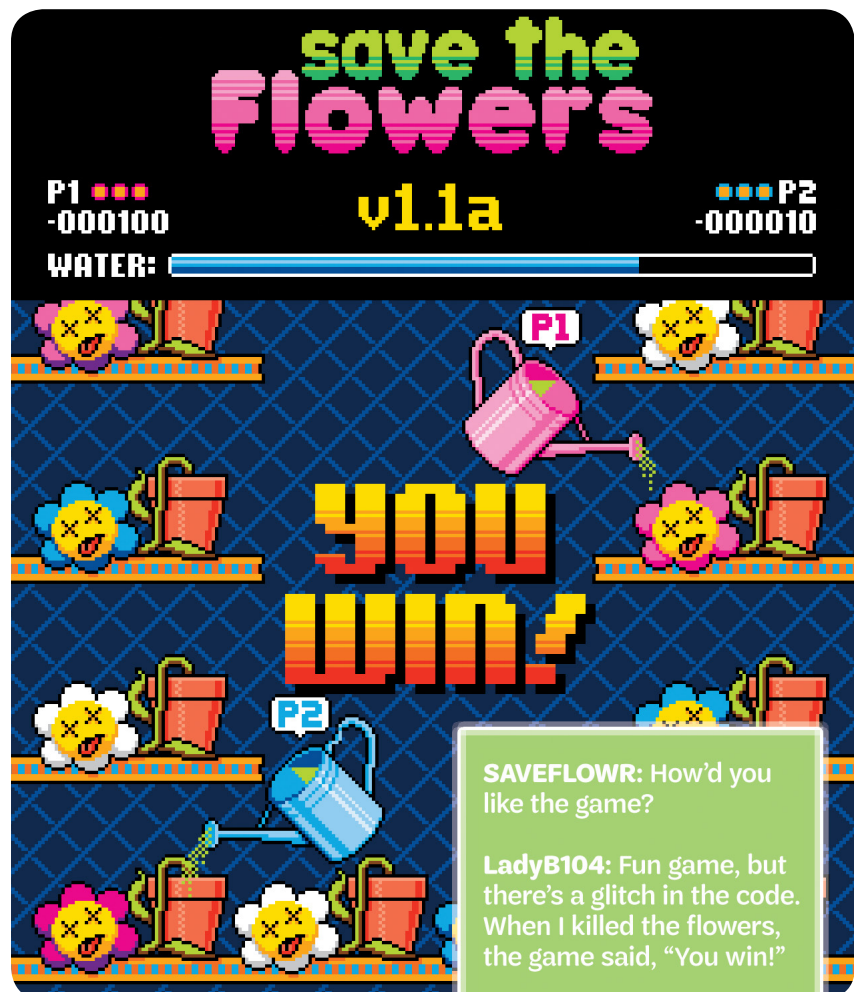 save the
Flowers
P1 P2
-000100 v1.1a -000010
WATER:
P1
YOU
WIN!
P2
SAVEFLOWR: How’d you
like the game?
LadyB104: Fun game, but
there’s a glitch in the code.
When I killed the flowers,
the game said, “You win!”